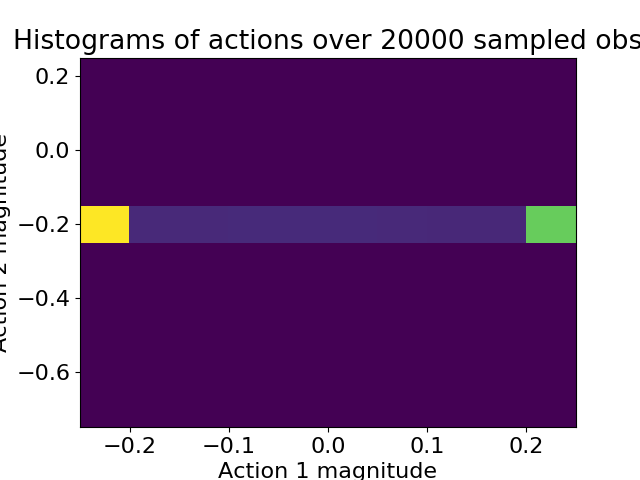 Histograms of actions over 20000 sampled obs
0.2
0.0
−0.2
−0.4
−0.6
Action 2 magnitude
−0.2 −0.1 0.0 0.1 0.2
Action 1 magnitude